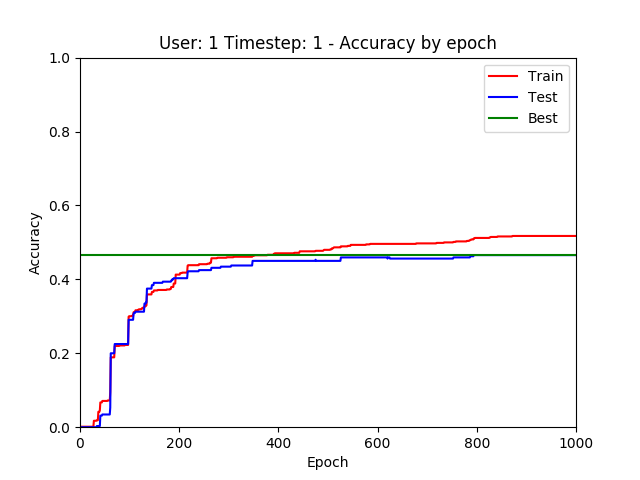 User: 1 Timestep: 1 - Accuracy by epoch
Train
Test
Best
1.0
0.8
0.6
0.4
0.2
0.0
Accuracy
0 200 400 600 800 1000
Epoch